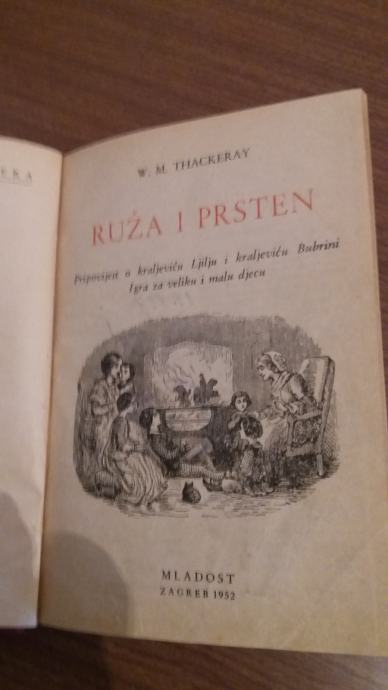 W. M. THACKERAY
RUŽA I PRSTEN
Pripovijest o kraljeviću Ljilju i kraljeviću Bubrini
Igra za veliku i malu djecu
MLADOST
ZAGREB 1952